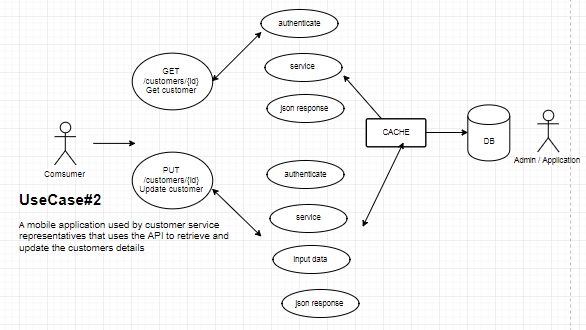 authenticate
GET
/customers/{Id}
Get customer
service
json response
CACHE
DB
Admin / Application
Comsumer
PUT
/customers/{Id}
Update customer
authenticate
service
Input data
json response
UseCase#2
A mobile application used by customer service
representatives that uses the API to retrieve and
update the customers details